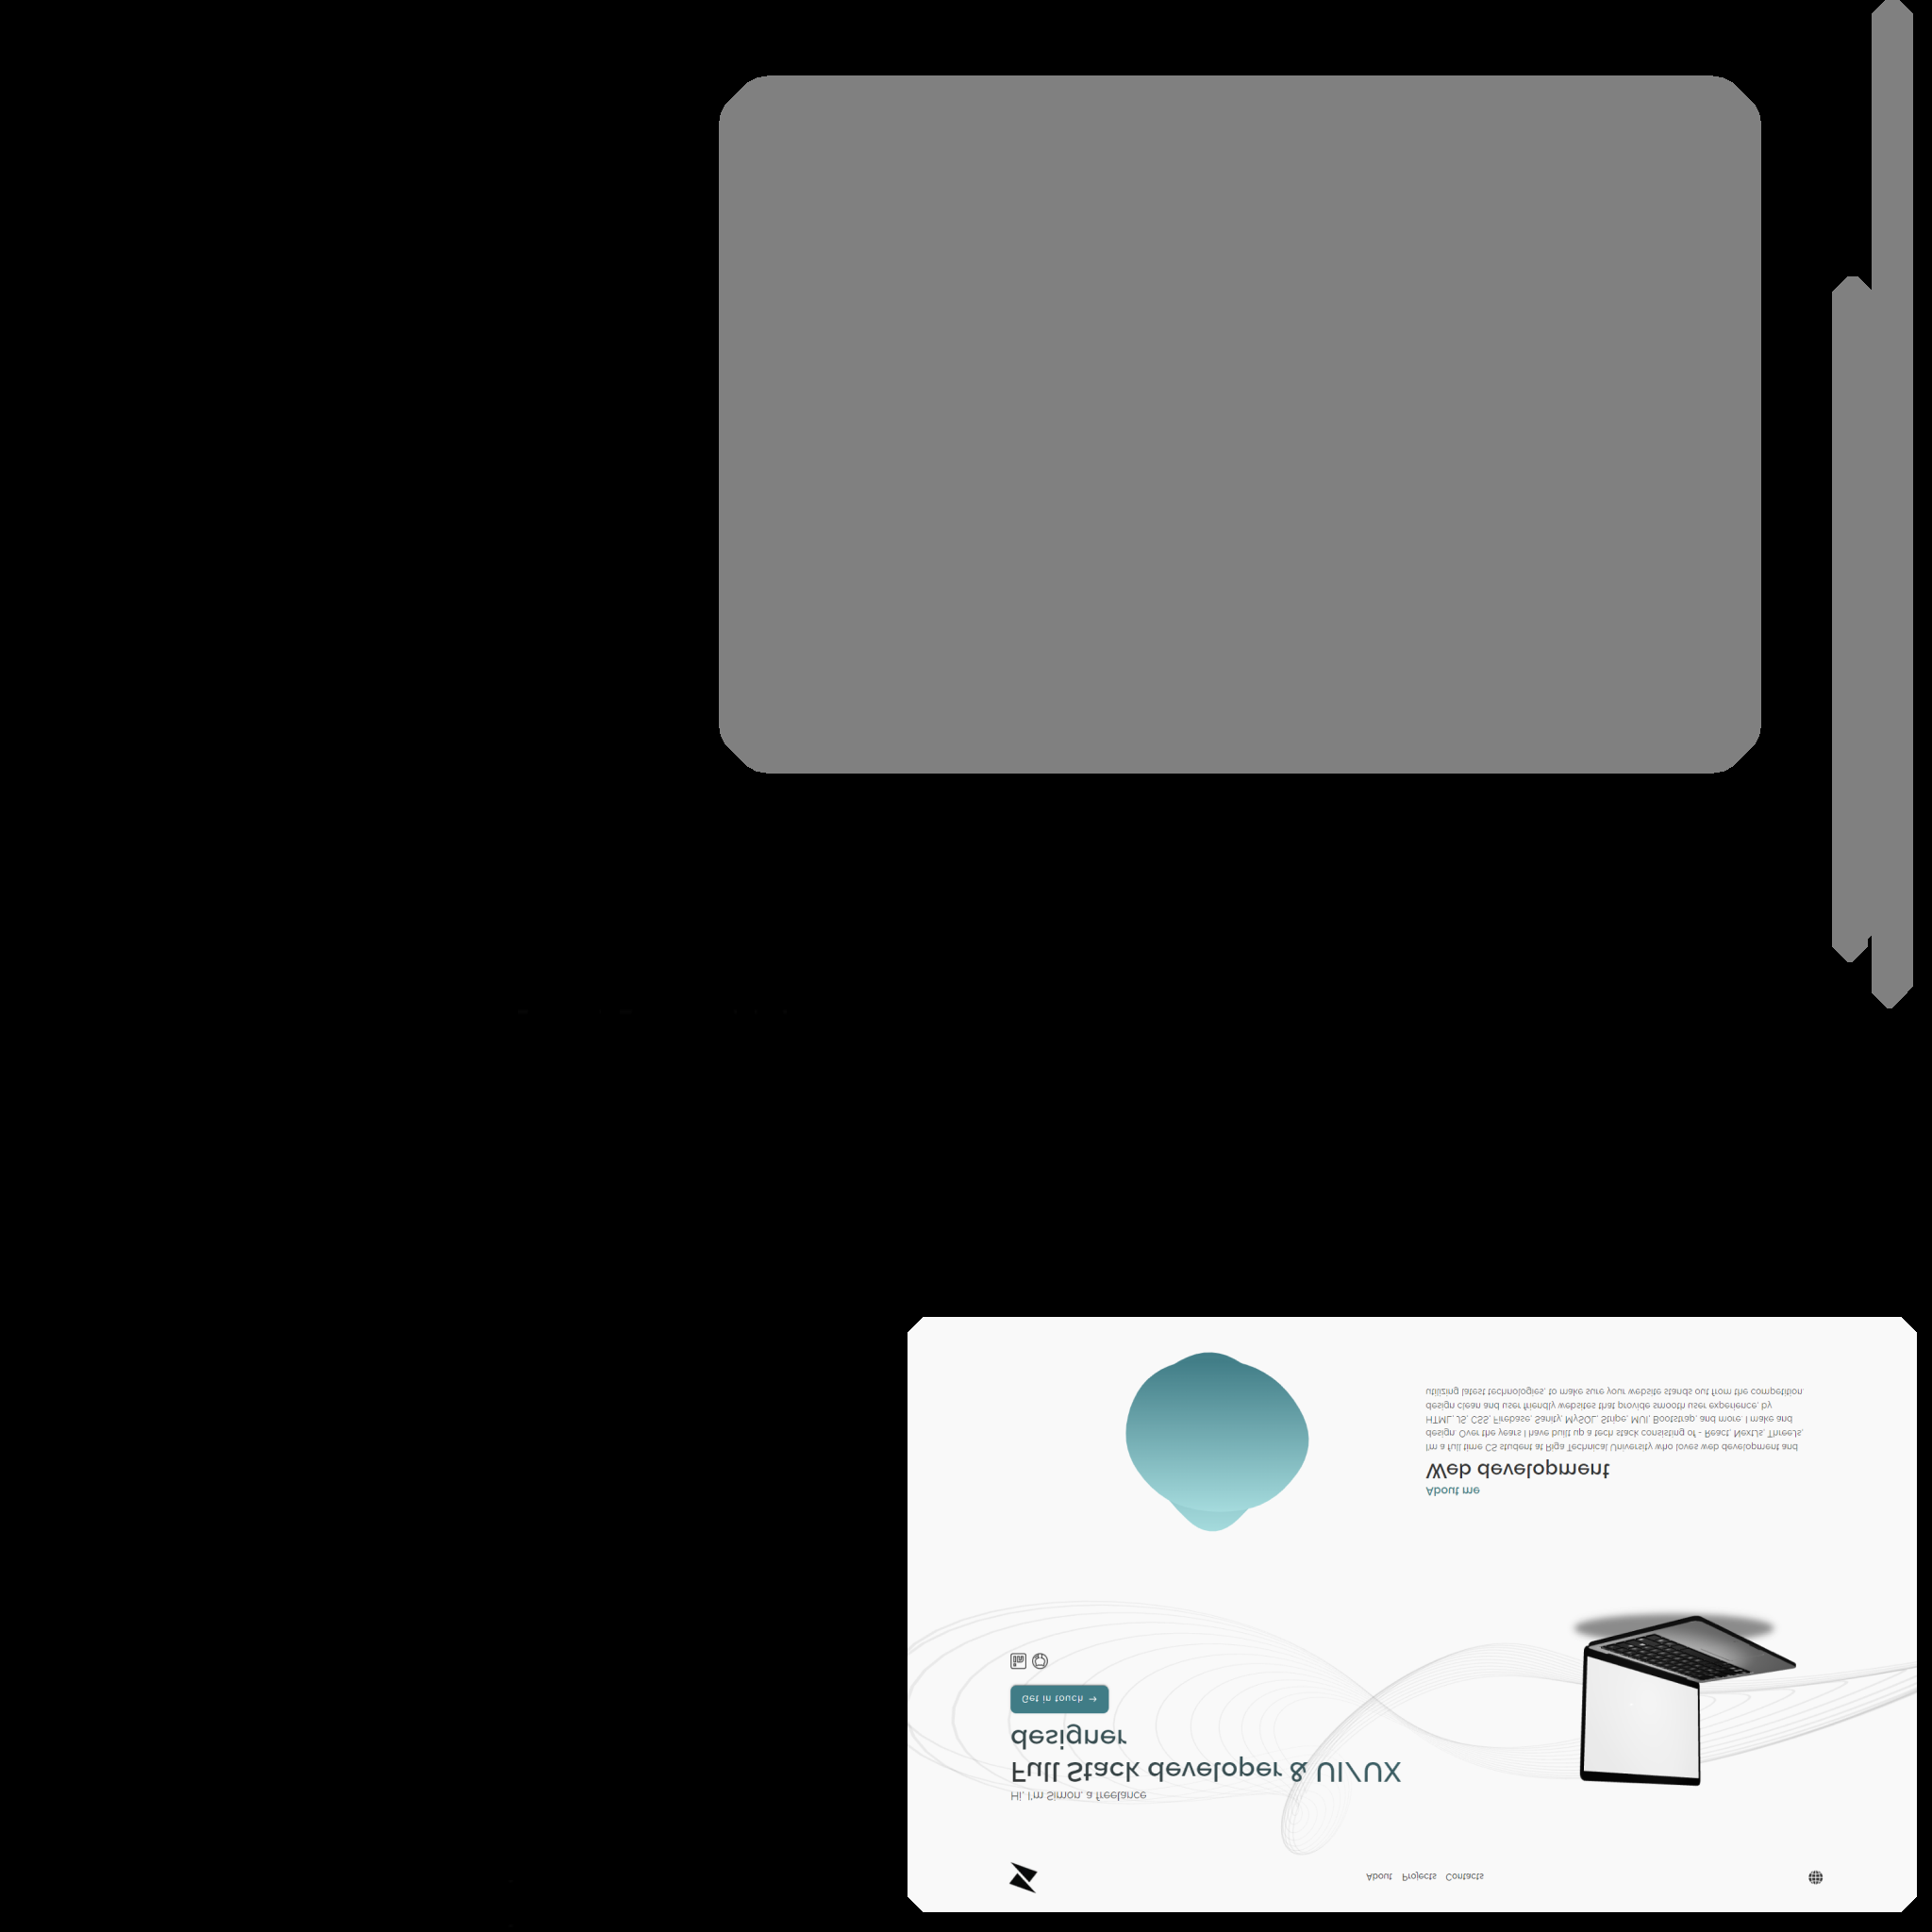 About Projects Contacts
Hi, I'm Simon, a freelance
Full Stack developer & UI/UX
designer
Get in touch →
About me
Web development
I'm a full time CS student at Riga Technical University who loves web development and
design. Over the years I have built up a tech stack consisting of - React, NextJs, ThreeJs,
HTML, JS, CSS, Firebase, Sanity, MySQL, Stripe, MUI, Bootstrap, and more. I make and
design clean and user friendly websites that provide smooth user experience, by
utilizing latest technologies, to make sure your website stands out from the competition.